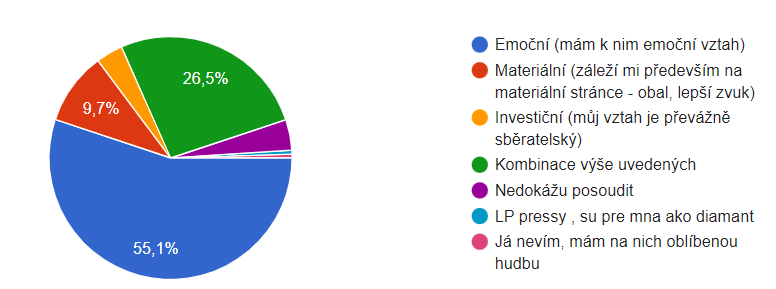 Emoční (mám k nim emoční vztah)
Materiální (záleží mi především na
materiální stránce - obal, lepší zvuk)
Investiční (můj vztah je převážně
sběratelský)
Kombinace výše uvedených
Nedokážu posoudit
LP pressy , su pre mna ako diamant
Já nevím, mám na nich oblíbenou
hudbu
26,5%
9,7%
55,1%